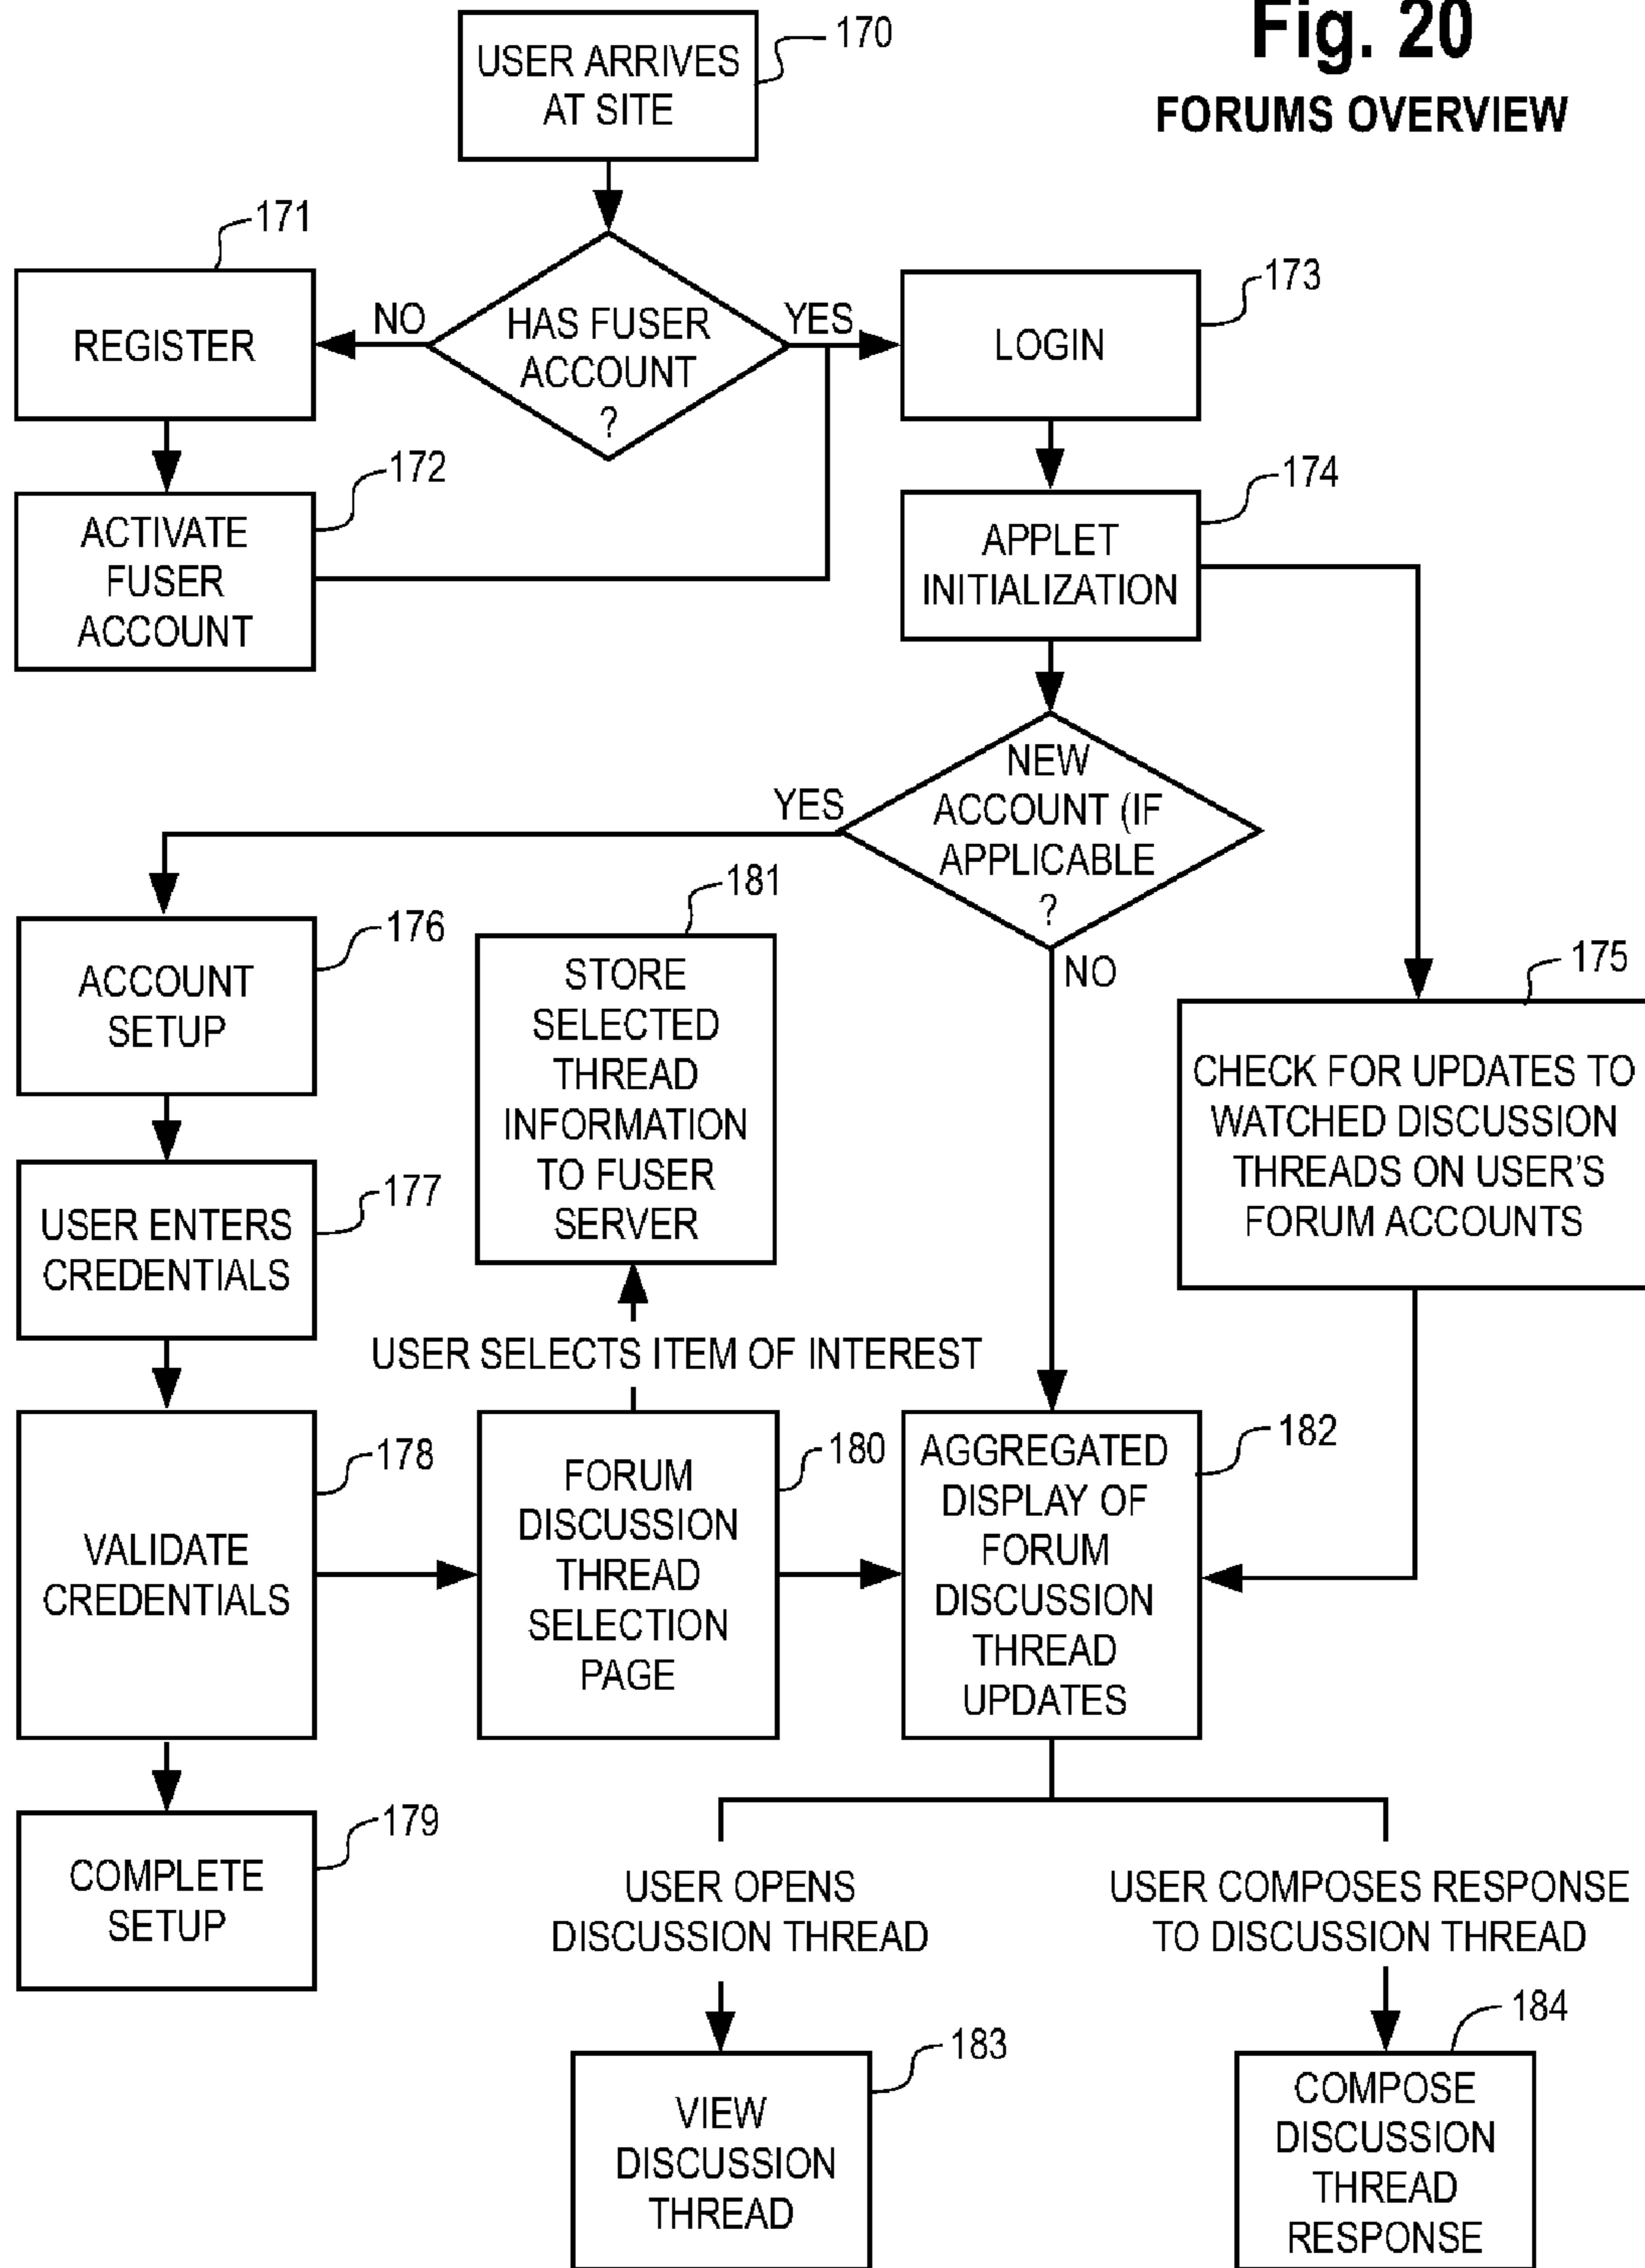 Fig. 20
FORUMS OVERVIEW
USER ARRIVES
AT SITE
170
171
REGISTER
NO
HAS FUSER
ACCOUNT
?
YES
LOGIN
173
ACTIVATE
FUSER
ACCOUNT
172
APPLET
INITIALIZATION
174
NEW
ACCOUNT (IF
APPLICABLE
?
YES
NO
ACCOUNT
SETUP
176
181
STORE
SELECTED
THREAD
INFORMATION
TO FUSER
SERVER
175
CHECK FOR UPDATES TO
WATCHED DISCUSSION
THREADS ON USER'S
FORUM ACCOUNTS
USER ENTERS
CREDENTIALS
177
USER SELECTS ITEM OF INTEREST
VALIDATE
CREDENTIALS
178
FORUM
DISCUSSION
THREAD
SELECTION
PAGE
180
AGGREGATED
DISPLAY OF
FORUM
DISCUSSION
THREAD
UPDATES
182
COMPLETE
SETUP
179
USER OPENS
DISCUSSION THREAD
USER COMPOSES RESPONSE
TO DISCUSSION THREAD
VIEW
DISCUSSION
THREAD
183
184
COMPOSE
DISCUSSION
THREAD
RESPONSE